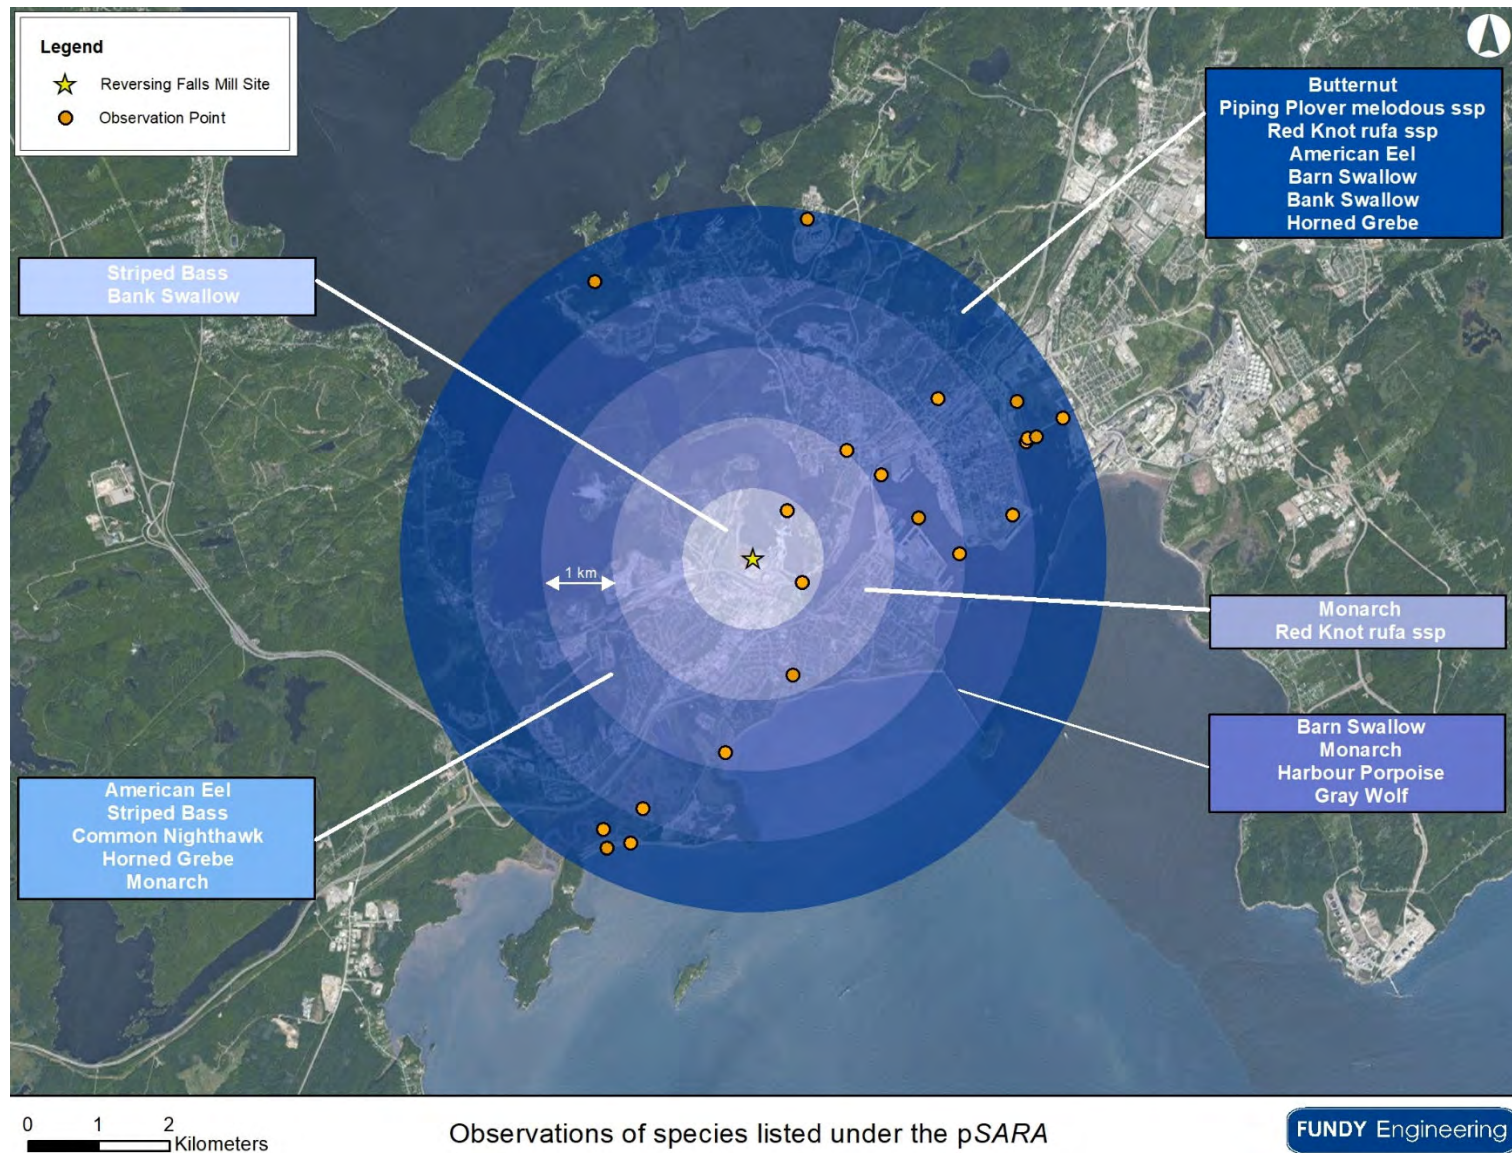 Legend
Reversing Falls Mill Site
Observation Point
Butternut
Piping Plover melodous ssp
Red Knot rufa ssp
American Eel
Barn Swallow
Bank Swallow
Horned Grebe
Striped Bass
Bank Swallow
1 km
Monarch
Red Knot rufa ssp
Barn Swallow
Monarch
Harbour Porpoise
Gray Wolf
American Eel
Striped Bass
Common Nighthawk
Horned Grebe
Monarch
0 1 2
Kilometers
Observations of species listed under the pSARA
FUNDY Engineering